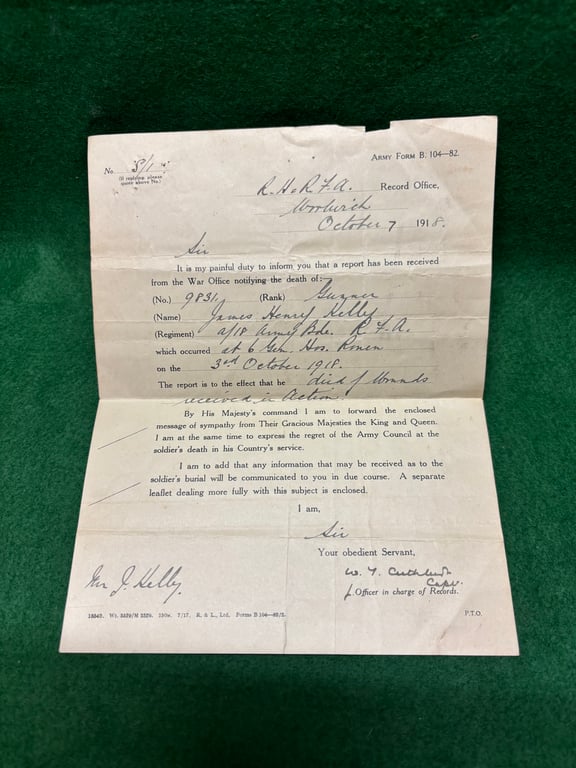 ARMY FORM B. 104—82.
No. 8/1
(If replying please
quote above No.)
R. H. & R. F. A. Record Office,
Woolwich
October 7 1918.
Sir
It is my painful duty to inform you that a report has been received
from the War Office notifying the death of:—
(No.) 9831 (Rank) Gunner
(Name) James Henry Kelly
(Regiment) A/18 Army Bde. R. F. A.
which occurred at 6 Gen. Hos. Rouen
on the 3rd October 1918.
The report is to the effect that he died of Wounds
received in Action.
By His Majesty's command I am to forward the enclosed
message of sympathy from Their Gracious Majesties the King and Queen.
I am at the same time to express the regret of the Army Council at the
soldier's death in his Country's service.
I am to add that any information that may be received as to the
soldier's burial will be communicated to you in due course. A separate
leaflet dealing more fully with this subject is enclosed.
I am,
Sir
Your obedient Servant,
W. T.
Capt.
Mr J. Kelly.
f. Officer in charge of Records.
R. & L., Ltd. Forms B 104—82/2.
P.T.O.